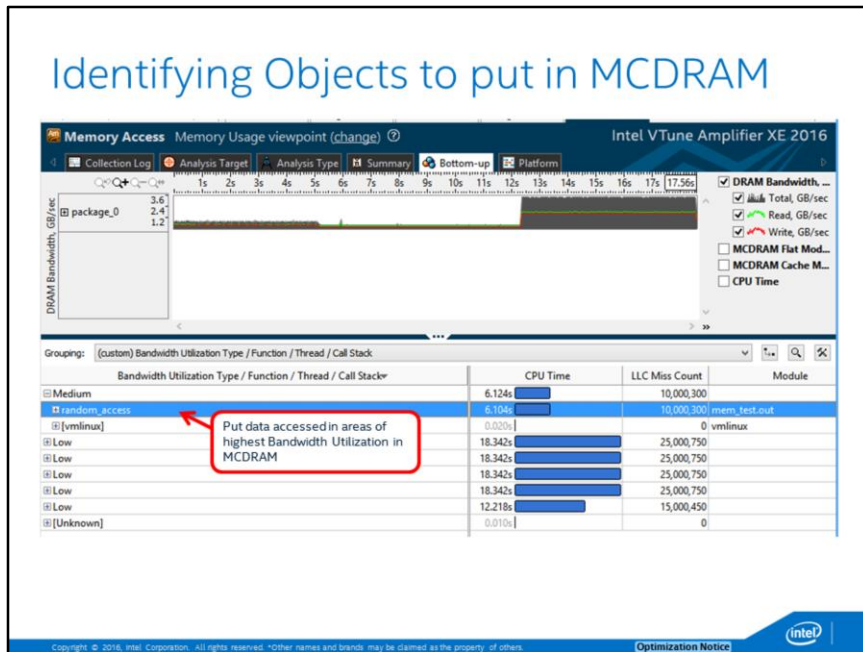 Identifying Objects to put in MCDRAM
Memory Access Memory Usage viewpoint (change) Intel VTune Amplifier XE 2016
Collection Log Analysis Target Analysis Type Summary Bottom-up Platform
1s 2s 3s 4s 5s 6s 7s 8s 9s 10s 11s 12s 13s 14s 15s 16s 17s 17.56s
DRAM Bandwidth, GB/sec
package_0
3.6
2.4
1.2
DRAM Bandwidth, ...
Total, GB/sec
Read, GB/sec
Write, GB/sec
MCDRAM Flat Mod...
MCDRAM Cache M...
CPU Time
Grouping: (custom) Bandwidth Utilization Type / Function / Thread / Call Stack
Bandwidth Utilization Type / Function / Thread / Call Stack CPU Time LLC Miss Count Module
Medium 6.124s 10,000,300
random_access 6.104s 10,000,300 mem_test.out
[vmlinux] 0.020s 0 vmlinux
Put data accessed in areas of
highest Bandwidth Utilization in
MCDRAM
Low 18.342s 25,000,750
Low 18.342s 25,000,750
Low 18.342s 25,000,750
Low 18.342s 25,000,750
Low 12.218s 15,000,450
[Unknown] 0.010s 0
Copyright © 2016, Intel Corporation. All rights reserved. *Other names and brands may be claimed as the property of others. Optimization Notice
intel